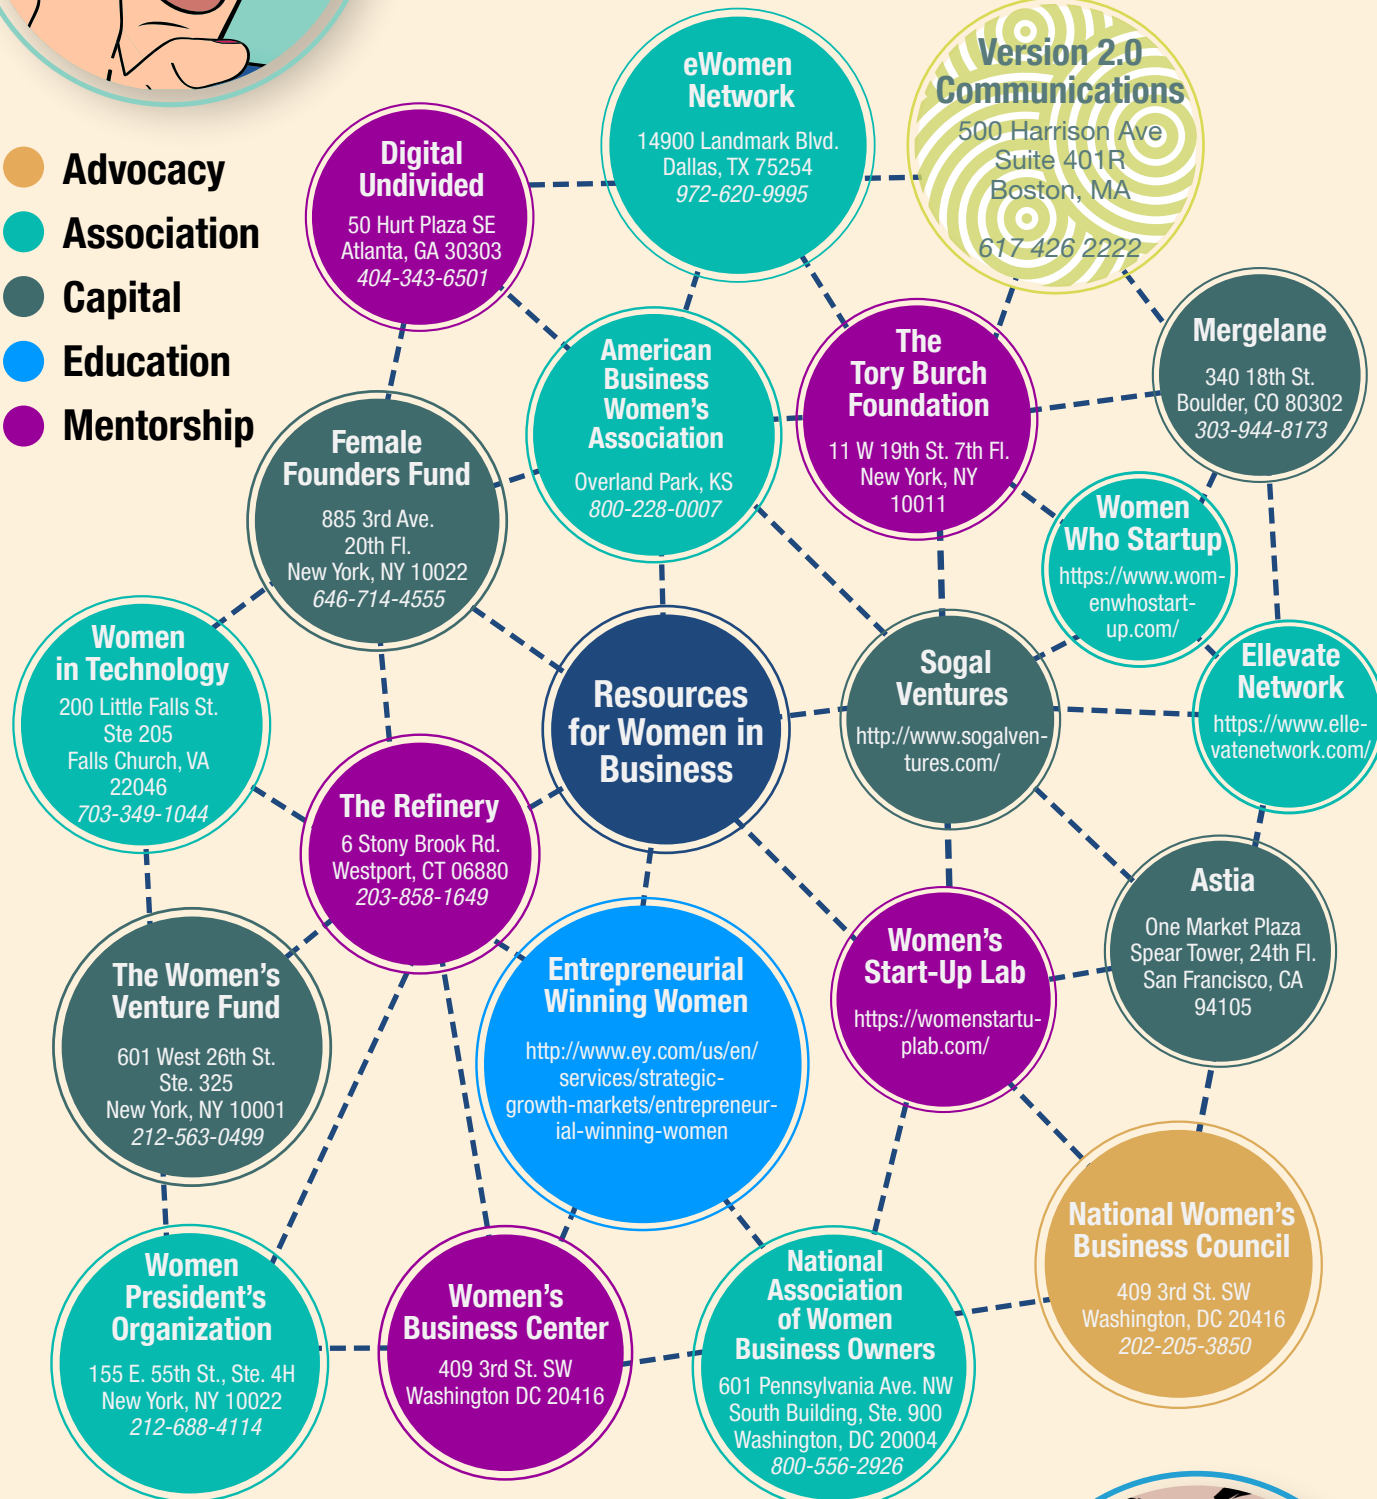 Advocacy
Association
Capital
Education
Mentorship
eWomen
Network
14900 Landmark Blvd.
Dallas, TX 75254
972-620-9995
Version 2.0
Communications
500 Harrison Ave
Suite 401R
Boston, MA
617 426 2222
Digital
Undivided
50 Hurt Plaza SE
Atlanta, GA 30303
404-343-6501
American
Business
Women's
Association
Overland Park, KS
800-228-0007
The
Tory Burch
Foundation
11 W 19th St. 7th Fl.
New York, NY
10011
Mergelane
340 18th St.
Boulder, CO 80302
303-944-8173
Female
Founders Fund
885 3rd Ave.
20th Fl.
New York, NY 10022
646-714-4555
Women
Who Startup
https://www.wom-
enwhostart-
up.com/
Women
in Technology
200 Little Falls St.
Ste 205
Falls Church, VA
22046
703-349-1044
Resources
for Women in
Business
Sogal
Ventures
http://www.sogalven-
tures.com/
Ellevate
Network
https://www.elle-
vatenetwork.com/
The Refinery
6 Stony Brook Rd.
Westport, CT 06880
203-858-1649
Astia
One Market Plaza
Spear Tower, 24th Fl.
San Francisco, CA
94105
The Women's
Venture Fund
601 West 26th St.
Ste. 325
New York, NY 10001
212-563-0499
Entrepreneurial
Winning Women
http://www.ey.com/us/en/
services/strategic-
growth-markets/entrepreneur-
ial-winning-women
Women's
Start-Up Lab
https://womenstartu-
plab.com/
National Women's
Business Council
409 3rd St. SW
Washington, DC 20416
202-205-3850
Women
President's
Organization
155 E. 55th St., Ste. 4H
New York, NY 10022
212-688-4114
Women's
Business Center
409 3rd St. SW
Washington DC 20416
National
Association
of Women
Business Owners
601 Pennsylvania Ave. NW
South Building, Ste. 900
Washington, DC 20004
800-556-2926